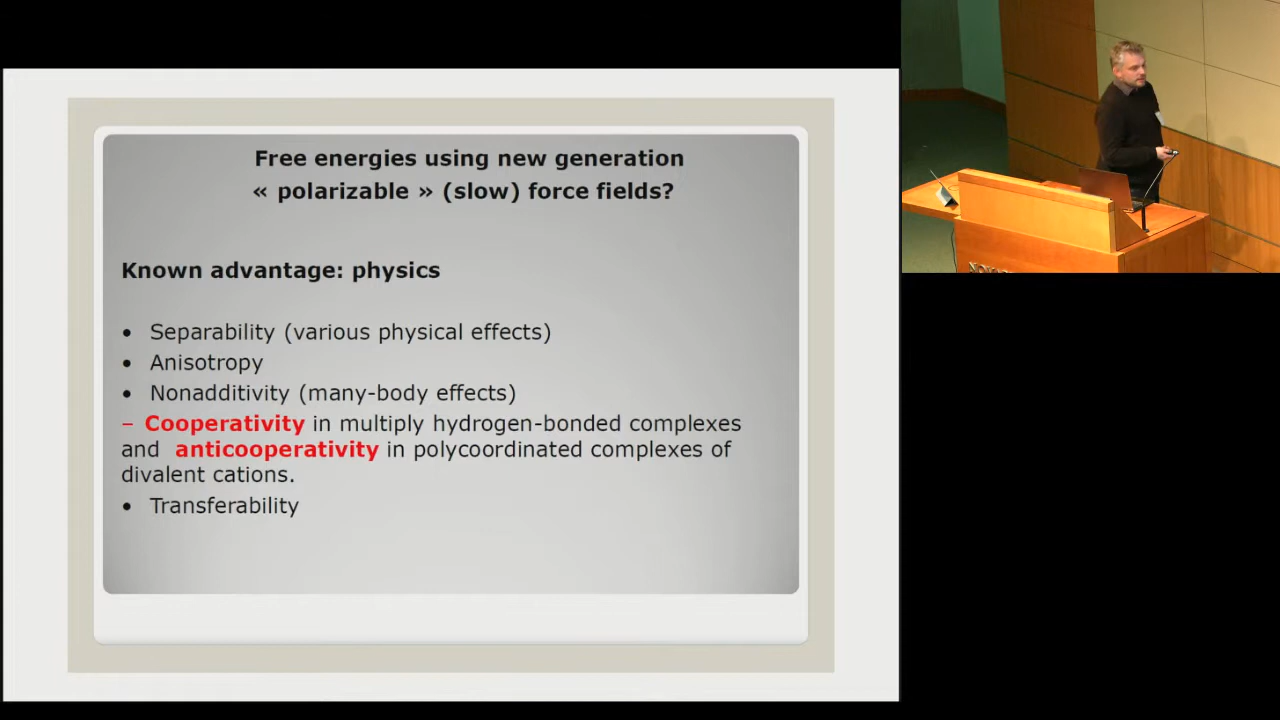 Free energies using new generation
« polarizable » (slow) force fields?
Known advantage: physics
• Separability (various physical effects)
• Anisotropy
• Nonadditivity (many-body effects)
– Cooperativity in multiply hydrogen-bonded complexes
and anticooperativity in polycoordinated complexes of
divalent cations.
• Transferability